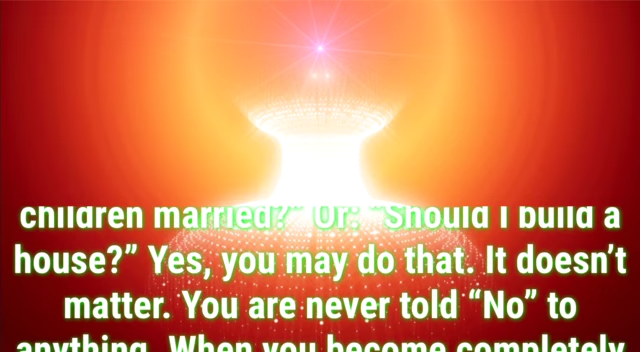 children married?” Or: “Should I build a
house?” Yes, you may do that. It doesn’t
matter. You are never told “No” to
anything. When you become completely